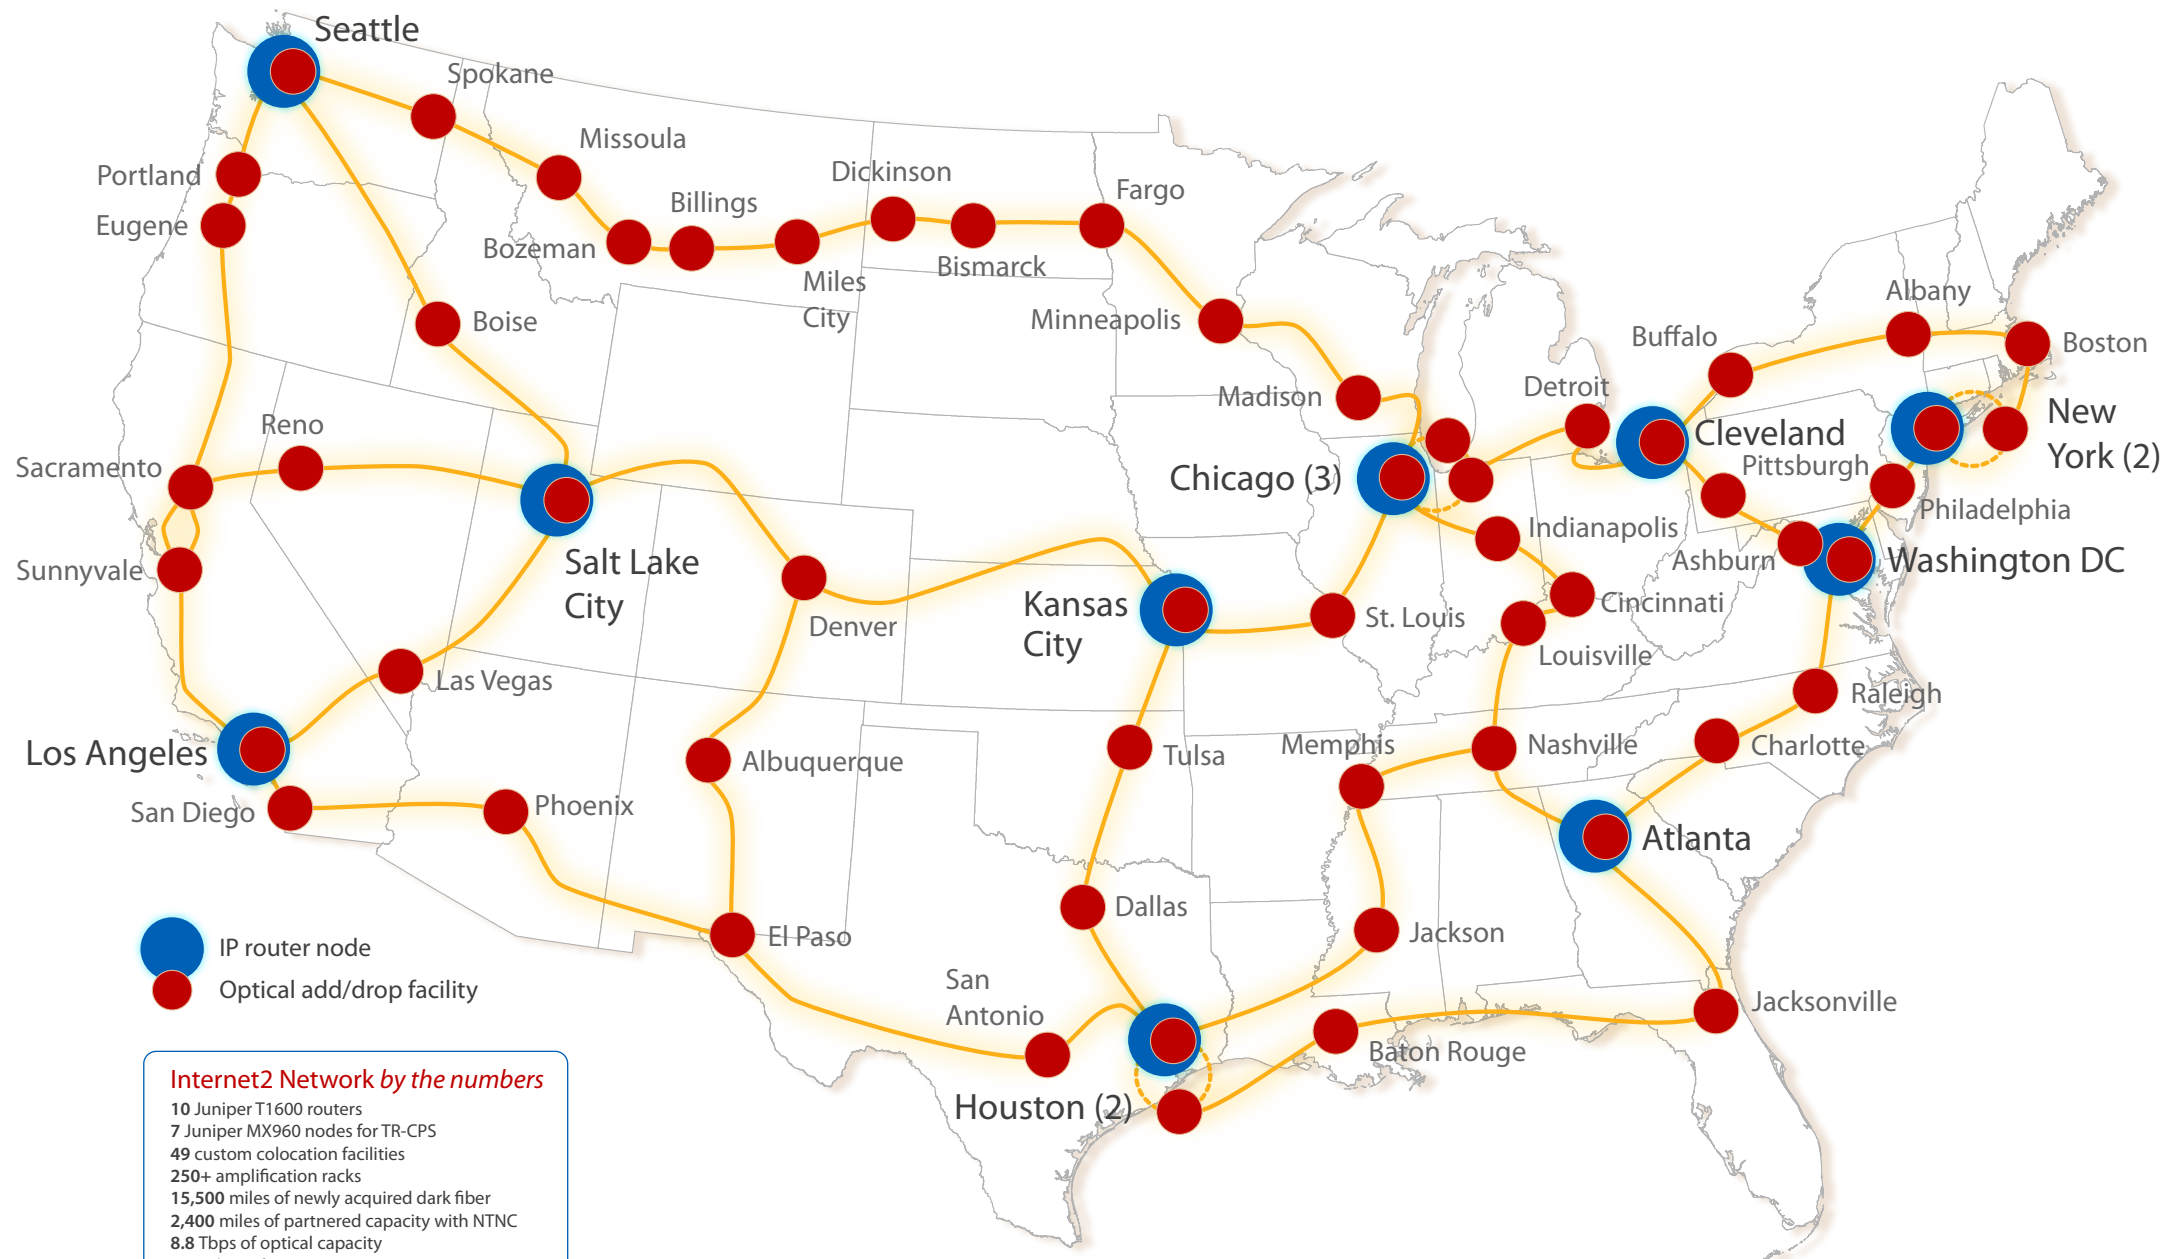 Seattle
Spokane
Missoula
Portland
Dickinson
Fargo
Billings
Eugene
Bozeman
Bismarck
Miles
City
Albany
Boise
Minneapolis
Buffalo
Boston
Detroit
Madison
New
York (2)
Reno
Cleveland
Sacramento
Pittsburgh
Chicago (3)
Philadelphia
Indianapolis
Sunnyvale
Salt Lake
City
Ashburn
Washington DC
Kansas
City
Cincinnati
St. Louis
Denver
Louisville
Las Vegas
Raleigh
Los Angeles
Memphis
Nashville
Charlotte
Tulsa
Albuquerque
San Diego
Phoenix
Atlanta
Dallas
Jackson
El Paso
IP router node
Optical add/drop facility
San
Antonio
Jacksonville
Baton Rouge
Houston (2)
Internet2 Network by the numbers
10 Juniper T1600 routers
7 Juniper MX960 nodes for TR-CPS
49 custom colocation facilities
250+ amplification racks
15,500 miles of newly acquired dark fiber
2,400 miles of partnered capacity with NTNC
8.8 Tbps of optical capacity